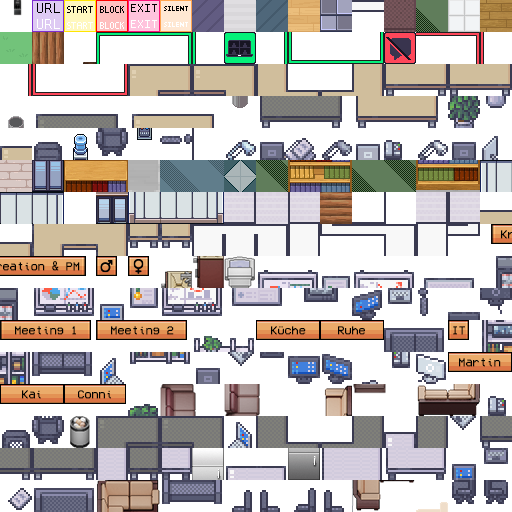 URL START BLOCK EXIT SILENT
URL START BLOCK EXIT SILENT
Kr
reation & PM
Meeting 1 Meeting 2 Küche Ruhe IT
Martin
Kai Conni